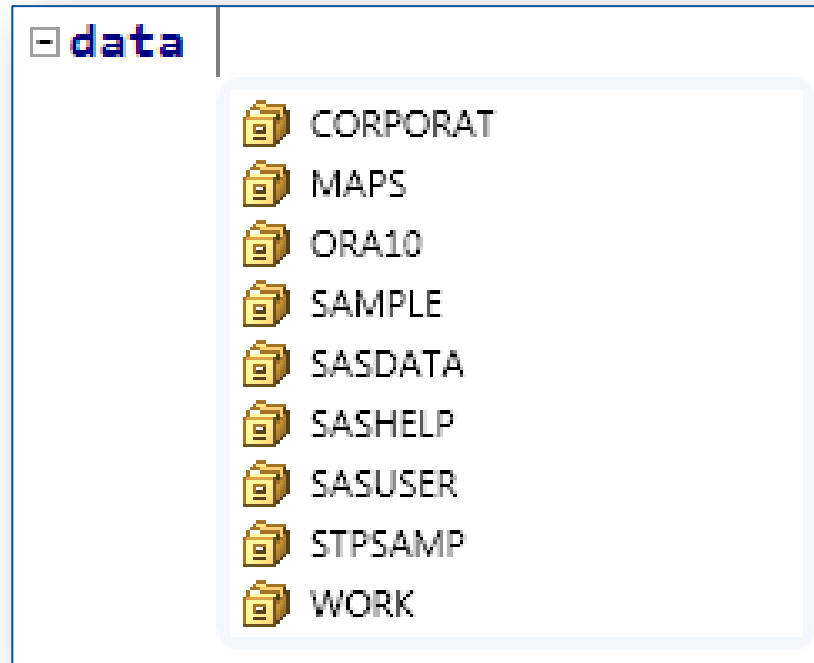 data
CORPORAT
MAPS
ORA10
SAMPLE
SASDATA
SASHELP
SASUSER
STPSAMP
WORK